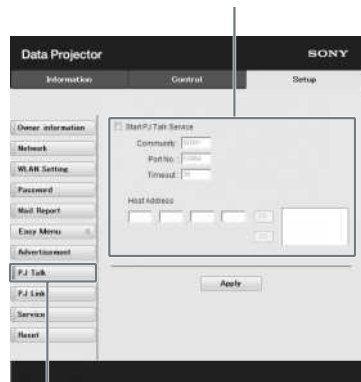 Data Projector
SONY
Information
Control
Setup
Owner information
Network
WLAN Setting
Password
Mail Report
Easy Menu
Advertisement
PJ Talk
PJ Link
Service
Reset
Start PJ Talk Service
Community:
Port No. :
Timeout:
Host Address
Apply